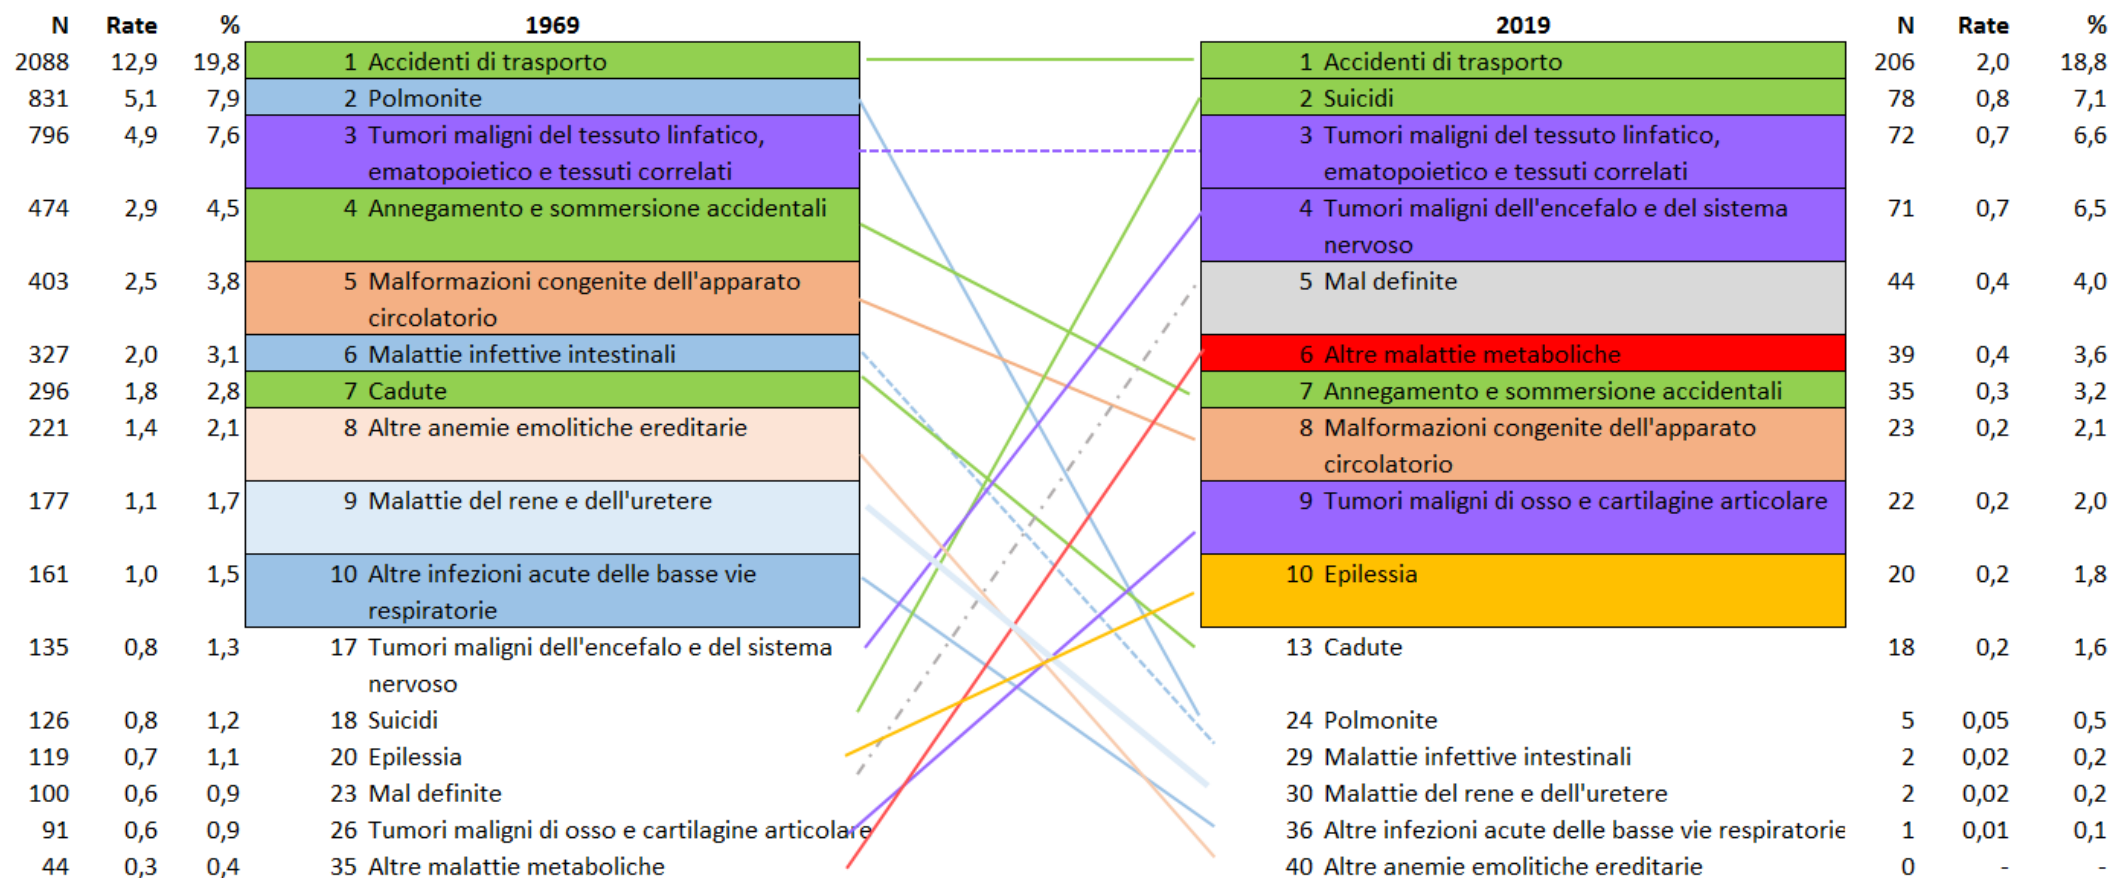 N Rate % 1969 2019 N Rate %
2088 12,9 19,8 1 Accidenti di trasporto 1 Accidenti di trasporto 206 2,0 18,8
831 5,1 7,9 2 Polmonite 2 Suicidi 78 0,8 7,1
796 4,9 7,6 3 Tumori maligni del tessuto linfatico, 3 Tumori maligni del tessuto linfatico, 72 0,7 6,6
ematopoietico e tessuti correlati ematopoietico e tessuti correlati
474 2,9 4,5 4 Annegamento e sommersione accidentali 4 Tumori maligni dell'encefalo e del sistema 71 0,7 6,5
nervoso
403 2,5 3,8 5 Malformazioni congenite dell'apparato 5 Mal definite 44 0,4 4,0
circolatorio
327 2,0 3,1 6 Malattie infettive intestinali 6 Altre malattie metaboliche 39 0,4 3,6
296 1,8 2,8 7 Cadute 7 Annegamento e sommersione accidentali 35 0,3 3,2
221 1,4 2,1 8 Altre anemie emolitiche ereditarie 8 Malformazioni congenite dell'apparato 23 0,2 2,1
circolatorio
177 1,1 1,7 9 Malattie del rene e dell'uretere 9 Tumori maligni di osso e cartilagine articolare 22 0,2 2,0
161 1,0 1,5 10 Altre infezioni acute delle basse vie 10 Epilessia 20 0,2 1,8
respiratorie
135 0,8 1,3 17 Tumori maligni dell'encefalo e del sistema 13 Cadute 18 0,2 1,6
nervoso
126 0,8 1,2 18 Suicidi 24 Polmonite 5 0,05 0,5
119 0,7 1,1 20 Epilessia 29 Malattie infettive intestinali 2 0,02 0,2
100 0,6 0,9 23 Mal definite 30 Malattie del rene e dell'uretere 2 0,02 0,2
91 0,6 0,9 26 Tumori maligni di osso e cartilagine articolare 36 Altre infezioni acute delle basse vie respiratorie 1 0,01 0,1
44 0,3 0,4 35 Altre malattie metaboliche 40 Altre anemie emolitiche ereditarie 0 - -